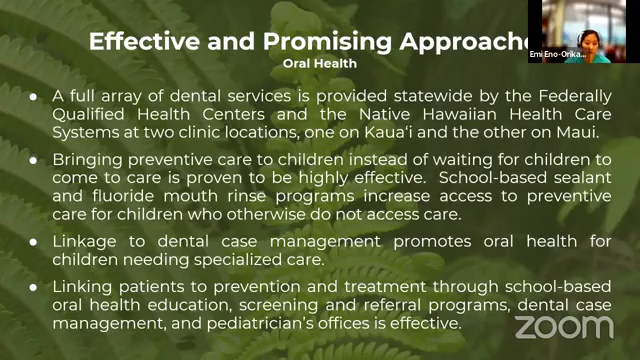 Effective and Promising Approache
Emi Eno-Orika...
Oral Health
● A full array of dental services is provided statewide by the Federally
Qualified Health Centers and the Native Hawaiian Health Care
Systems at two clinic locations, one on Kauaʻi and the other on Maui.
● Bringing preventive care to children instead of waiting for children to
come to care is proven to be highly effective. School-based sealant
and fluoride mouth rinse programs increase access to preventive
care for children who otherwise do not access care.
● Linkage to dental case management promotes oral health for
children needing specialized care.
● Linking patients to prevention and treatment through school-based
oral health education, screening and referral programs, dental case
management, and pediatrician's offices is effective.
zoom